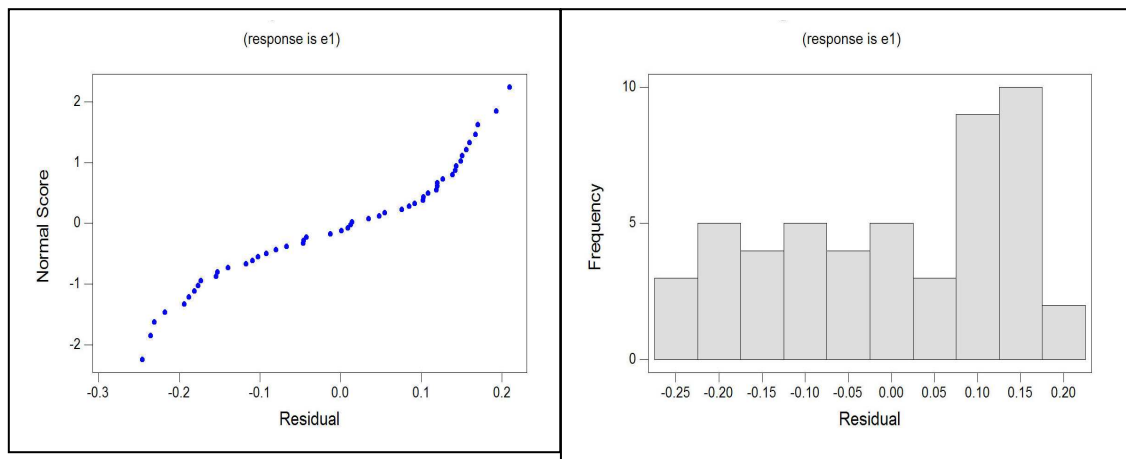 (response is e1)
2
1
0
-1
-2
Normal Score
-0.3 -0.2 -0.1 0.0 0.1 0.2
Residual
(response is e1)
10
5
0
Frequency
-0.25 -0.20 -0.15 -0.10 -0.05 0.00 0.05 0.10 0.15 0.20
Residual